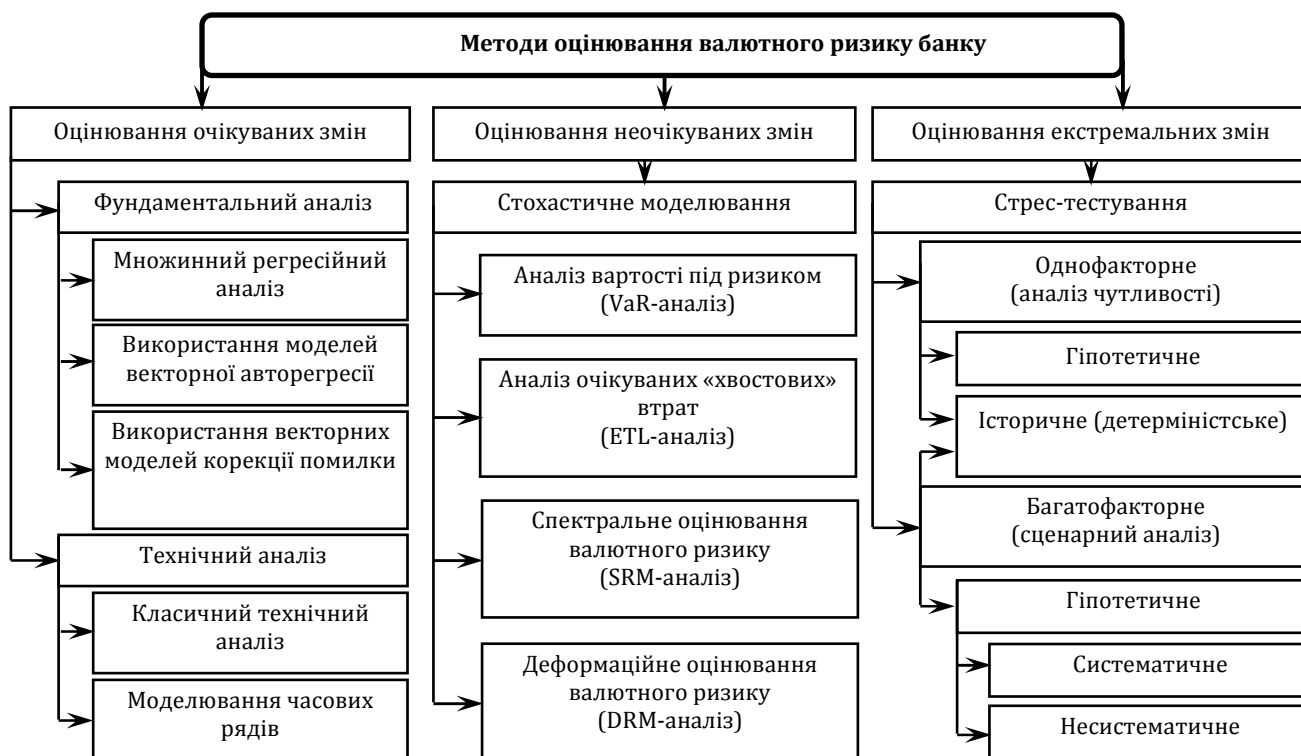 Методи оцінювання валютного ризику банку
Оцінювання очікуваних змін
Фундаментальний аналіз
Множинний регресійний
аналіз
Використання моделей
векторної авторегресії
Використання векторних
моделей корекції помилки
Технічний аналіз
Класичний технічний
аналіз
Моделювання часових
рядів
Оцінювання неочікуваних змін
Стохастичне моделювання
Аналіз вартості під ризиком
(VaR-аналіз)
Аналіз очікуваних «хвостових»
втрат
(ETL-аналіз)
Спектральне оцінювання
валютного ризику
(SRM-аналіз)
Деформаційне оцінювання
валютного ризику
(DRM-аналіз)
Оцінювання екстремальних змін
Стрес-тестування
Однофакторне
(аналіз чутливості)
Гіпотетичне
Історичне (детерміністське)
Багатофакторне
(сценарний аналіз)
Гіпотетичне
Систематичне
Несистематичне